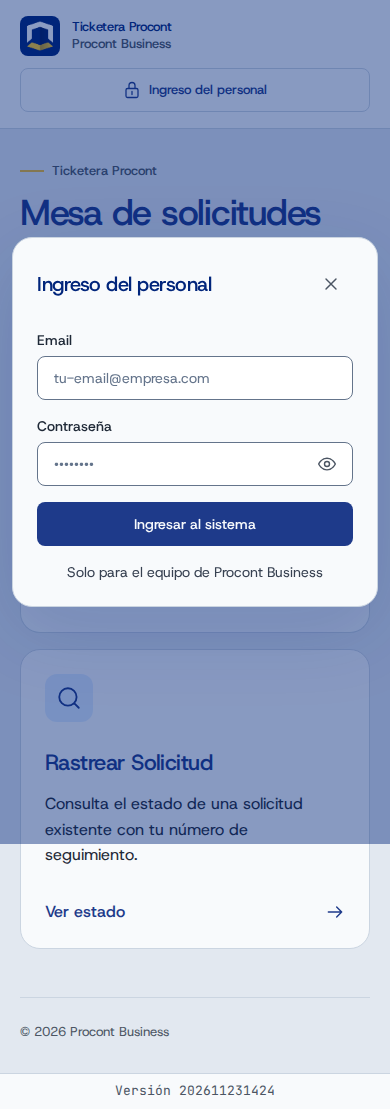 Ticketera Procont
Procont Business
Ingreso del personal
Ticketera Procont
Mesa de solicitudes
Ingreso del personal
Email
tu-email@empresa.com
Contraseña
••••••••
Ingresar al sistema
Solo para el equipo de Procont Business
Rastrear Solicitud
Consulta el estado de una solicitud
existente con tu número de
seguimiento.
Ver estado
© 2026 Procont Business
Versión 202611231424